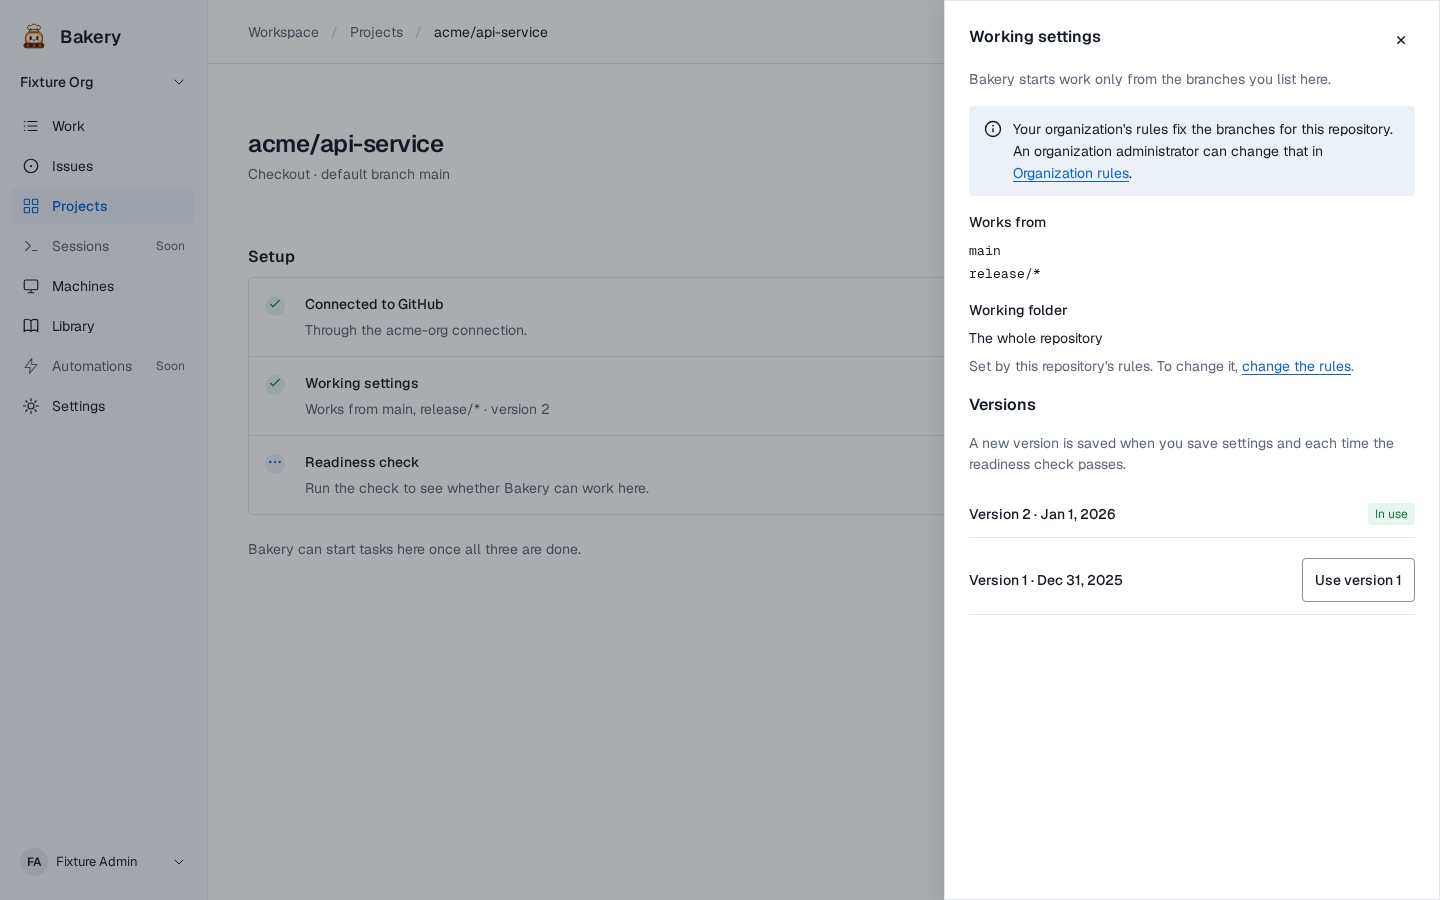 Bakery
Fixture Org
Work
Issues
Projects
Sessions Soon
Machines
Library
Automations Soon
Settings
FA Fixture Admin
Workspace / Projects / acme/api-service
acme/api-service
Checkout · default branch main
Setup
Connected to GitHub
Through the acme-org connection.
Working settings
Works from main, release/* · version 2
Readiness check
Run the check to see whether Bakery can work here.
Bakery can start tasks here once all three are done.
Working settings
Bakery starts work only from the branches you list here.
Your organization's rules fix the branches for this repository.
An organization administrator can change that in
Organization rules.
Works from
main
release/*
Working folder
The whole repository
Set by this repository's rules. To change it, change the rules.
Versions
A new version is saved when you save settings and each time the
readiness check passes.
Version 2 · Jan 1, 2026 In use
Version 1 · Dec 31, 2025 Use version 1